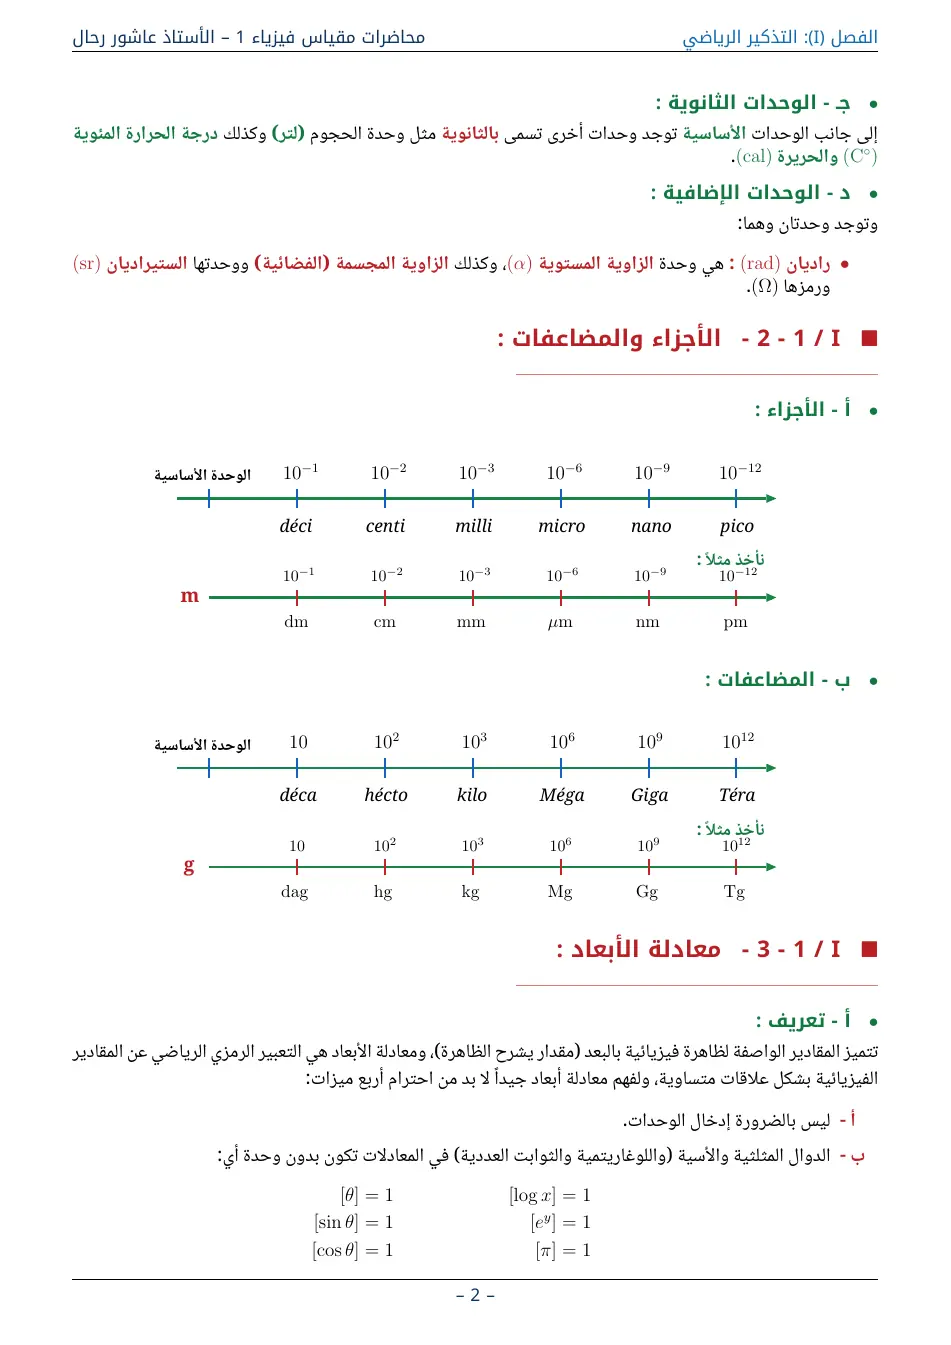 الفصل (I): التذكير الرياضي
محاضرات مقياس فيزياء 1 – الأستاذ عاشور رحال
• جـ - الوحدات الثانوية :
إلى جانب الوحدات الأساسية توجد وحدات أخرى تسمى بالثانوية مثل وحدة الحجوم (لتر) وكذلك درجة الحرارة المئوية
(C°) والحريرة (cal).
• د - الوحدات الإضافية :
وتوجد وحدتان وهما:
• راديان (rad) : هي وحدة الزاوية المستوية (α)، وكذلك الزاوية المجسمة (الفضائية) ووحدتها الستيراديان (sr)
ورمزها (Ω).
■ I / 1 - 2 - الأجزاء والمضاعفات :
• أ - الأجزاء :
الوحدة الأساسية 10⁻¹ 10⁻² 10⁻³ 10⁻⁶ 10⁻⁹ 10⁻¹²
déci centi milli micro nano pico
نأخذ مثلاً :
10⁻¹ 10⁻² 10⁻³ 10⁻⁶ 10⁻⁹ 10⁻¹²
m
dm cm mm μm nm pm
• ب - المضاعفات :
الوحدة الأساسية 10 10² 10³ 10⁶ 10⁹ 10¹²
déca hécto kilo Méga Giga Téra
نأخذ مثلاً :
10 10² 10³ 10⁶ 10⁹ 10¹²
g
dag hg kg Mg Gg Tg
■ I / 1 - 3 - معادلة الأبعاد :
• أ - تعريف :
تتميز المقادير الواصفة لظاهرة فيزيائية بالبعد (مقدار يشرح الظاهرة)، ومعادلة الأبعاد هي التعبير الرمزي الرياضي عن المقادير
الفيزيائية بشكل علاقات متساوية، ولفهم معادلة أبعاد جيداً لا بد من احترام أربع ميزات:
أ - ليس بالضرورة إدخال الوحدات.
ب - الدوال المثلثية والأسية (واللوغاريتمية والثوابت العددية) في المعادلات تكون بدون وحدة أي:
[θ] = 1 [log x] = 1
[sin θ] = 1 [eʸ] = 1
[cos θ] = 1 [π] = 1
– 2 –